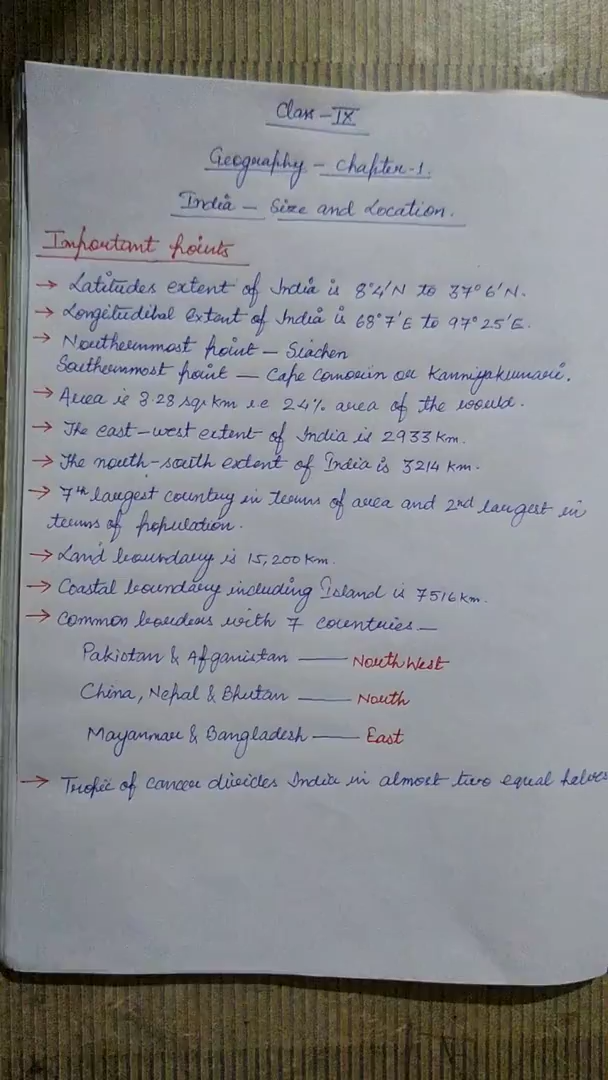 Class - IX
Geography - Chapter-1.
India - Size and Location.
Important points
→ Latitudes extent of India is 8°4'N to 37°6'N.
→ Longitudibal extent of India is 68°7'E to 97°25'E.
→ Northernmost point - Siachen
Southernmost point - Cape Comorin or Kanniyakumari.
→ Area is 3.28 sq. km i.e 24% area of the world.
→ The east-west extent of India is 2933 km.
→ The north-south extent of India is 3214 km.
→ 7th largest country in terms of area and 2nd largest in
terms of population.
→ Land boundary is 15,200 km.
→ Coastal boundary including Island is 7516 km.
→ Common borders with 7 countries -
Pakistan & Afganistan — North West
China, Nepal & Bhutan — North
Mayanmar & Bangladesh — East
→ Tropic of cancer divides India in almost two equal halves